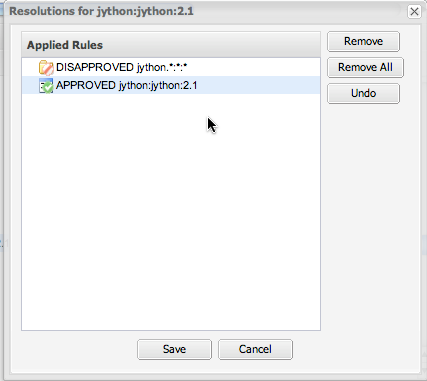 Resolutions for jython:jython:2.1
Applied Rules
DISAPPROVED jython.*:*:*
APPROVED jython:jython:2.1
Remove
Remove All
Undo
Save
Cancel